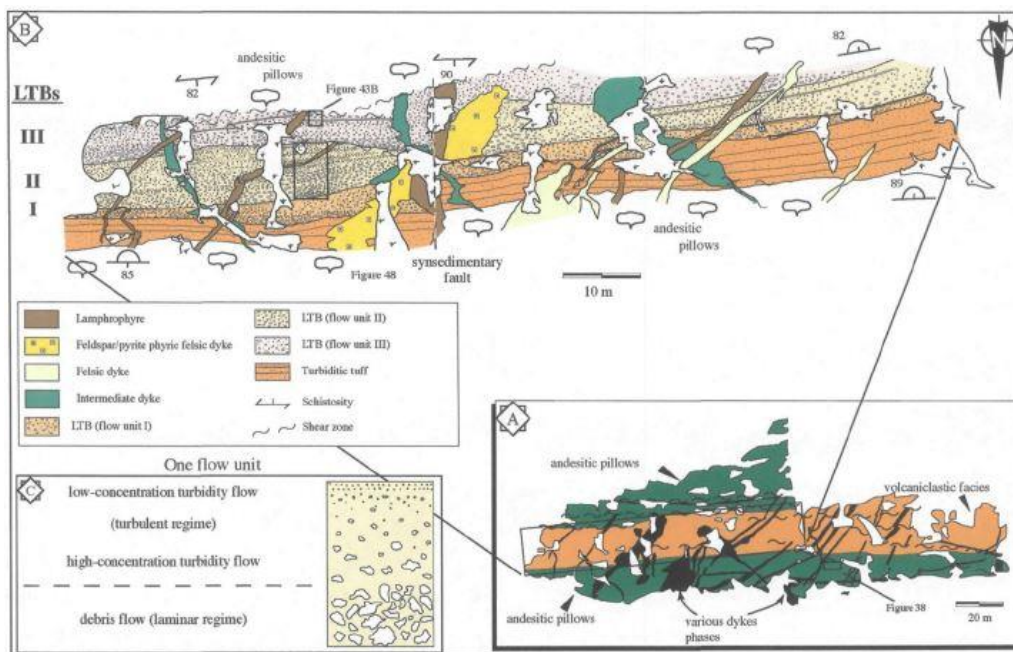 B
N
82
90
82
andesitic
pillows
Figure 43B
LTBs
III
II
I
89
85
Figure 48
synsedimentary
fault
andesitic
pillows
10 m
Lamphrophyre
Feldspar/pyrite phyric felsic dyke
Felsic dyke
Intermediate dyke
LTB (flow unit I)
LTB (flow unit II)
LTB (flow unit III)
Turbiditic tuff
Schistosity
Shear zone
One flow unit
C
low-concentration turbidity flow
(turbulent regime)
high-concentration turbidity flow
debris flow (laminar regime)
A
andesitic pillows
volcaniclastic facies
andesitic pillows
various dykes
phases
Figure 38
20 m